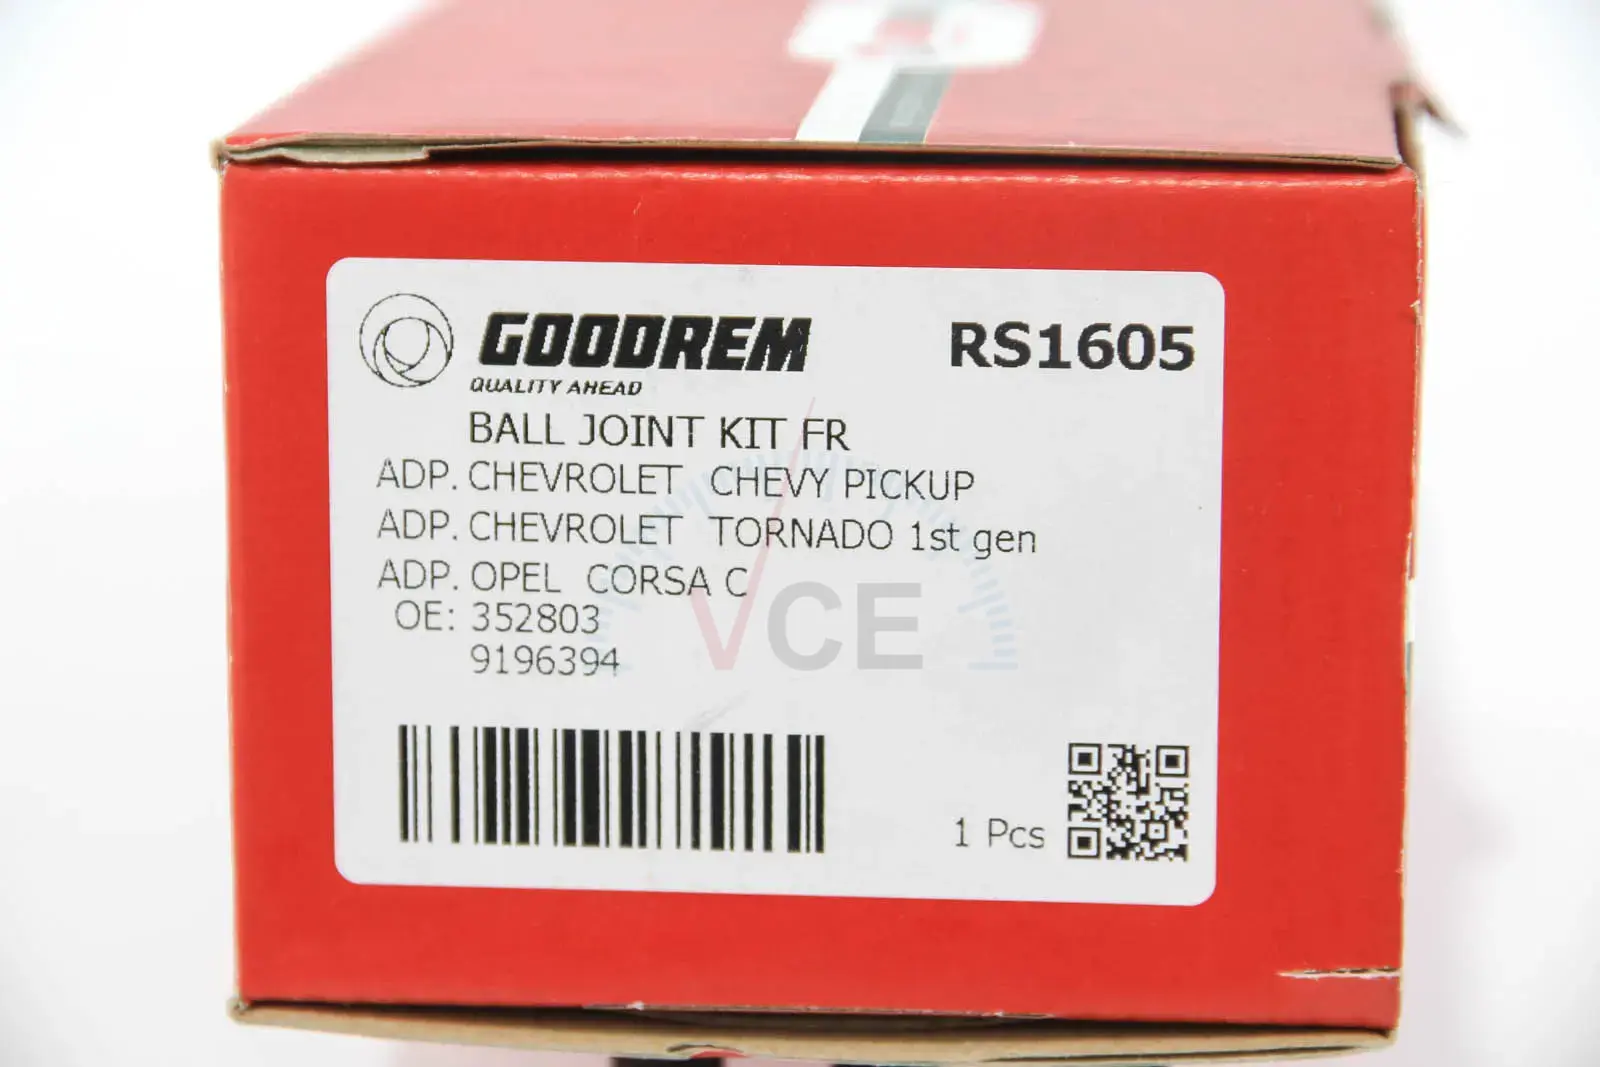 GOODREM RS1605
QUALITY AHEAD
BALL JOINT KIT FR
ADP. CHEVROLET CHEVY PICKUP
ADP. CHEVROLET TORNADO 1st gen
ADP. OPEL CORSA C
OE: 352803
9196394
VCE
1 Pcs